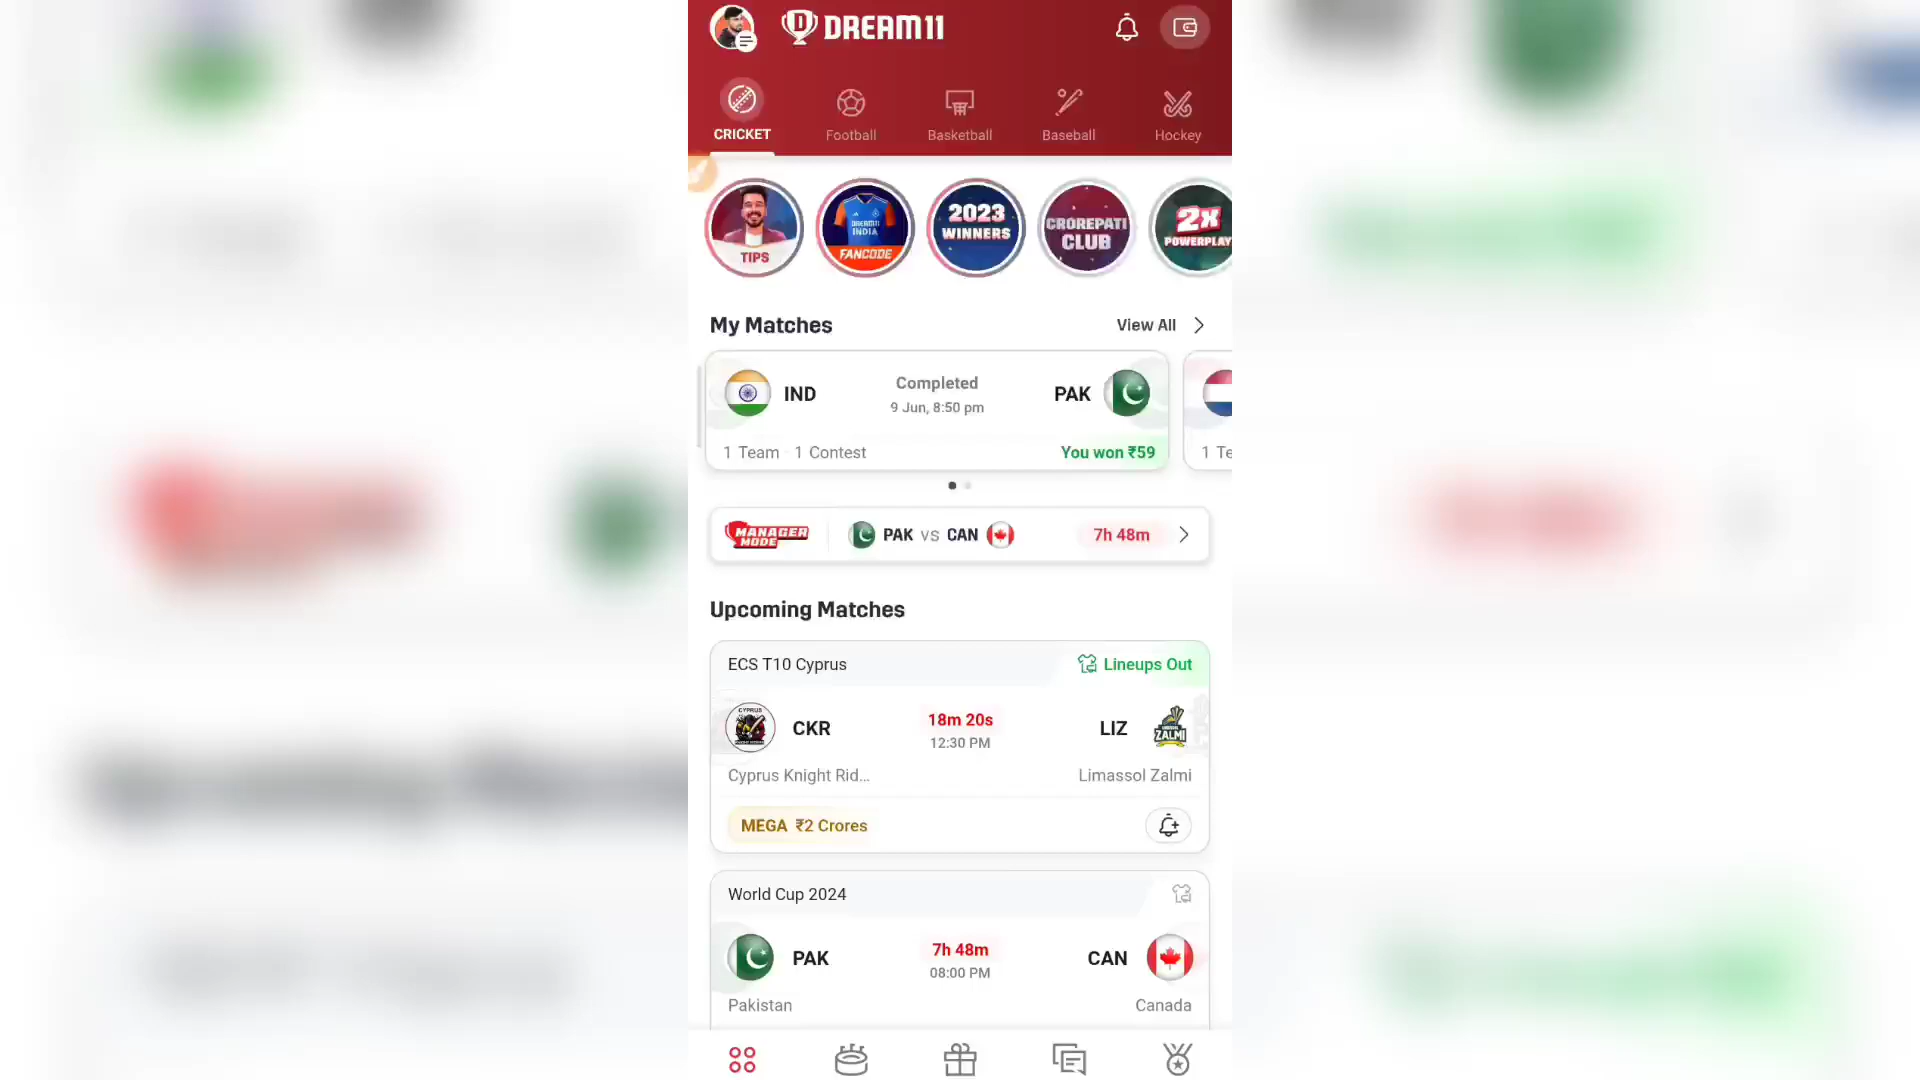 DREAM11
CRICKET
Football
Basketball
Baseball
Hockey
TIPS
DREAM11
INDIA
FANCODE
2023
WINNERS
CROREPATI
CLUB
2X
POWERPLAY
My Matches
View All
IND
Completed
9 Jun, 8:50 pm
PAK
1 Team
1 Contest
You won ₹59
1 Te
MANAGER
MODE
PAK vs CAN
7h 48m
Upcoming Matches
ECS T10 Cyprus
Lineups Out
CYPRUS
CKR
18m 20s
12:30 PM
LIZ
ZALMI
Cyprus Knight Rid...
Limassol Zalmi
MEGA ₹2 Crores
World Cup 2024
PAK
7h 48m
08:00 PM
CAN
Pakistan
Canada